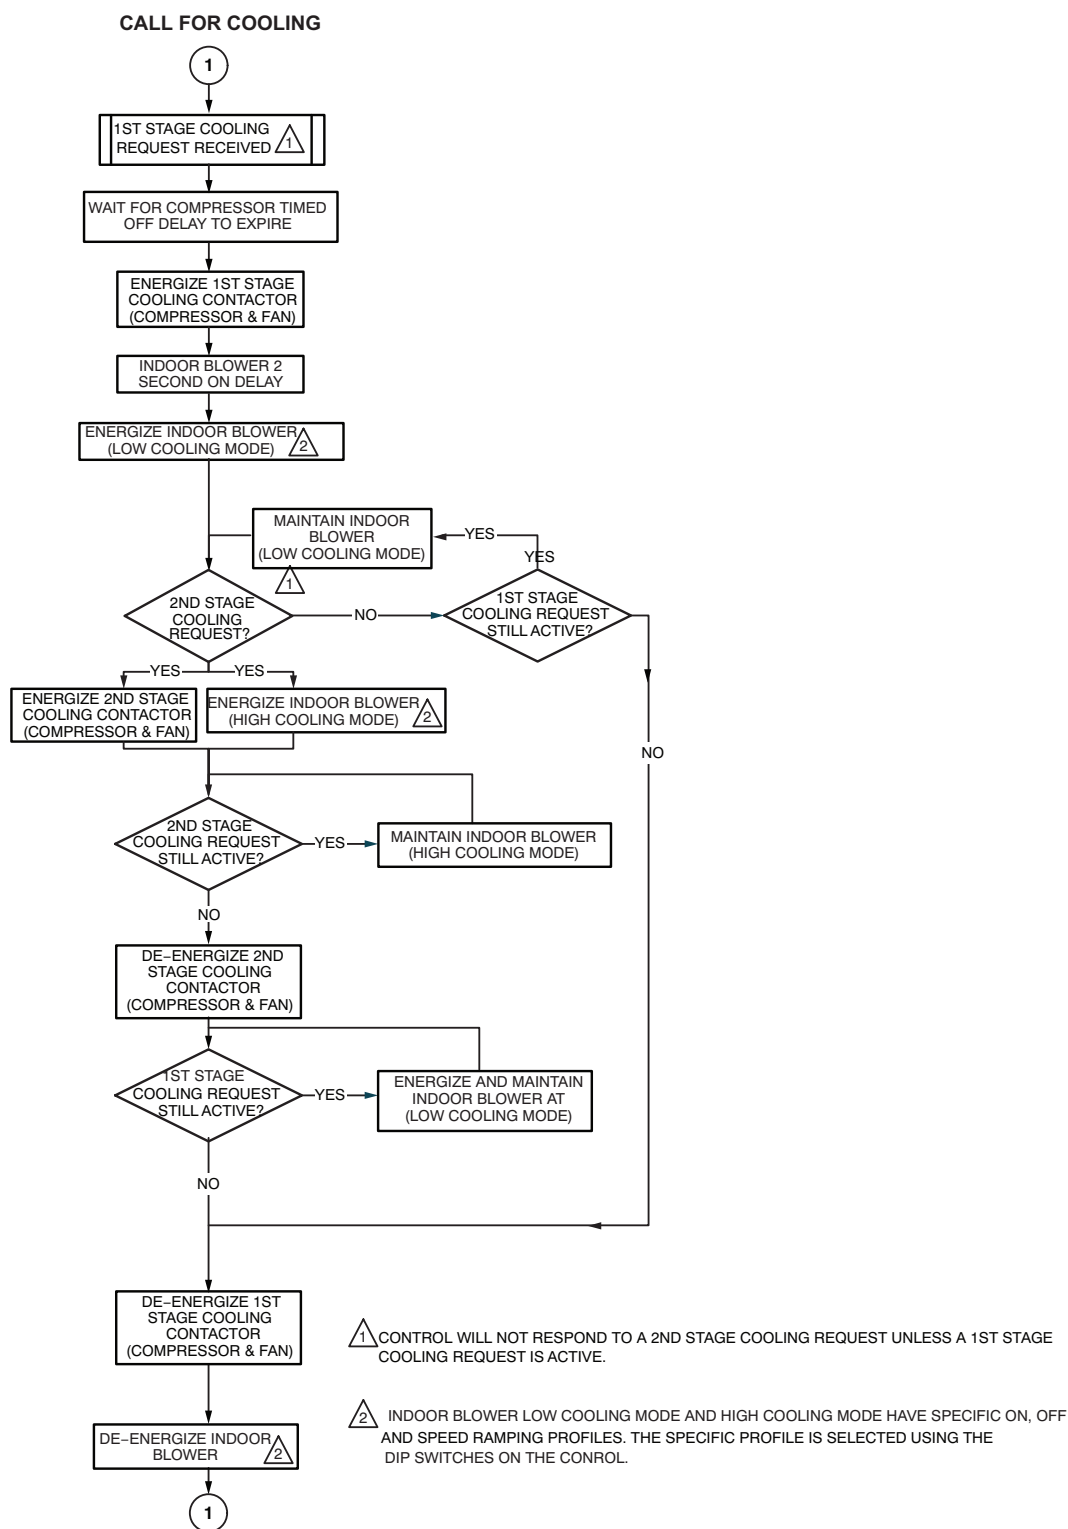 CALL FOR COOLING
1
1ST STAGE COOLING
REQUEST RECEIVED 1
WAIT FOR COMPRESSOR TIMED
OFF DELAY TO EXPIRE
ENERGIZE 1ST STAGE
COOLING CONTACTOR
(COMPRESSOR & FAN)
INDOOR BLOWER 2
SECOND ON DELAY
ENERGIZE INDOOR BLOWER
(LOW COOLING MODE) 2
MAINTAIN INDOOR
BLOWER
(LOW COOLING MODE)
1
YES
YES
2ND STAGE
COOLING
REQUEST?
NO
1ST STAGE
COOLING REQUEST
STILL ACTIVE?
YES
YES
ENERGIZE 2ND STAGE
COOLING CONTACTOR
(COMPRESSOR & FAN)
ENERGIZE INDOOR BLOWER
(HIGH COOLING MODE) 2
NO
2ND STAGE
COOLING REQUEST
STILL ACTIVE?
YES
MAINTAIN INDOOR BLOWER
(HIGH COOLING MODE)
NO
DE−ENERGIZE 2ND
STAGE COOLING
CONTACTOR
(COMPRESSOR & FAN)
1ST STAGE
COOLING REQUEST
STILL ACTIVE?
YES
ENERGIZE AND MAINTAIN
INDOOR BLOWER AT
(LOW COOLING MODE)
NO
DE−ENERGIZE 1ST
STAGE COOLING
CONTACTOR
(COMPRESSOR & FAN)
DE−ENERGIZE INDOOR
BLOWER 2
1
1 CONTROL WILL NOT RESPOND TO A 2ND STAGE COOLING REQUEST UNLESS A 1ST STAGE
COOLING REQUEST IS ACTIVE.
2 INDOOR BLOWER LOW COOLING MODE AND HIGH COOLING MODE HAVE SPECIFIC ON, OFF
AND SPEED RAMPING PROFILES. THE SPECIFIC PROFILE IS SELECTED USING THE
DIP SWITCHES ON THE CONROL.